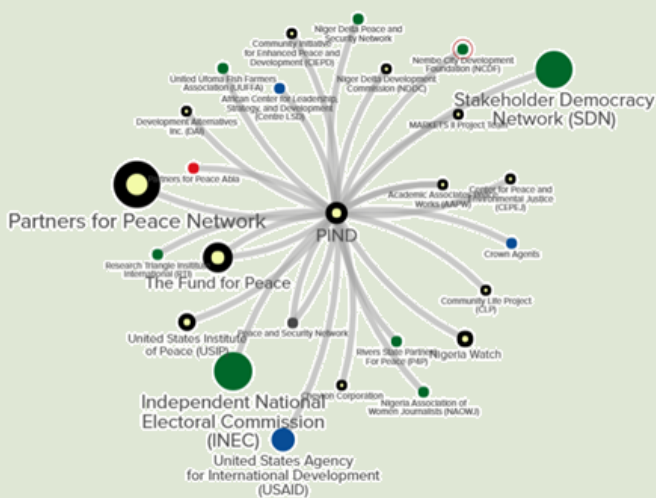 Niger Delta Peace and
Security Network
Community Initiative
for Enhanced Peace and
Development (CIEPD)
Nembe City Development
Foundation (NCDF)
Niger Delta Development
Commission (NDDC)
United Ufuma Fish Farmers
Association (UUFFA)
African Center for Leadership,
Strategy, and Development
(Centre LSD)
Stakeholder Democracy
Network (SDN)
Development Alternatives
Inc. (DAI)
MARKETS II Project Team
Partners for Peace Abia
Academic Associates Peace
Works (AAPW)
Center for Peace and
Environmental Justice
(CEPEJ)
Partners for Peace Network
PIND
Crown Agents
Research Triangle Institute
International (RTI)
The Fund for Peace
Community Life Project
(CLP)
United States Institute
of Peace (USIP)
Peace and Security Network
Rivers State Partners
For Peace (P4P)
Nigeria Watch
Independent National
Electoral Commission
(INEC)
Chevron Corporation
Nigeria Association of
Women Journalists (NAOWJ)
United States Agency
for International Development
(USAID)